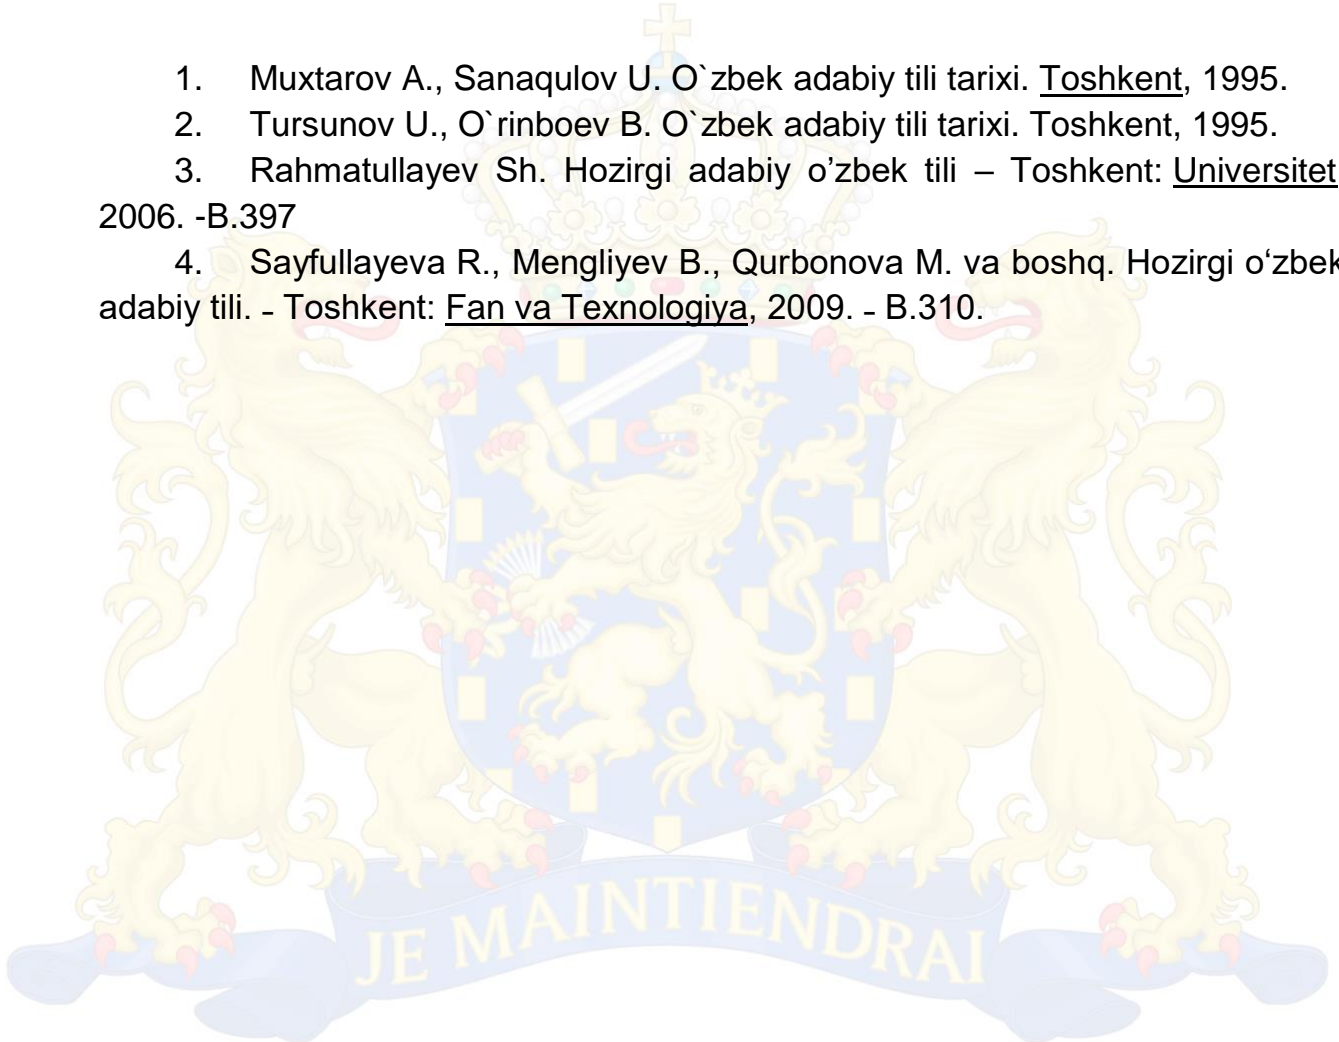 1. Muxtarov A., Sanaqulov U. O`zbek adabiy tili tarixi. Toshkent, 1995.
2. Tursunov U., O`rinboev B. O`zbek adabiy tili tarixi. Toshkent, 1995.
3. Rahmatullayev Sh. Hozirgi adabiy o’zbek tili – Toshkent: Universitet
2006. -B.397
4. Sayfullayeva R., Mengliyev B., Qurbonova M. va boshq. Hozirgi o‘zbek
adabiy tili. - Toshkent: Fan va Texnologiya, 2009. - B.310.
JE MAINTIENDRAI